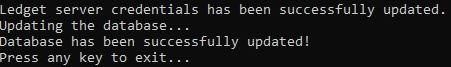 Ledget server credentials has been successfully updated.
Updating the database...
Database has been successfully updated!
Press any key to exit...